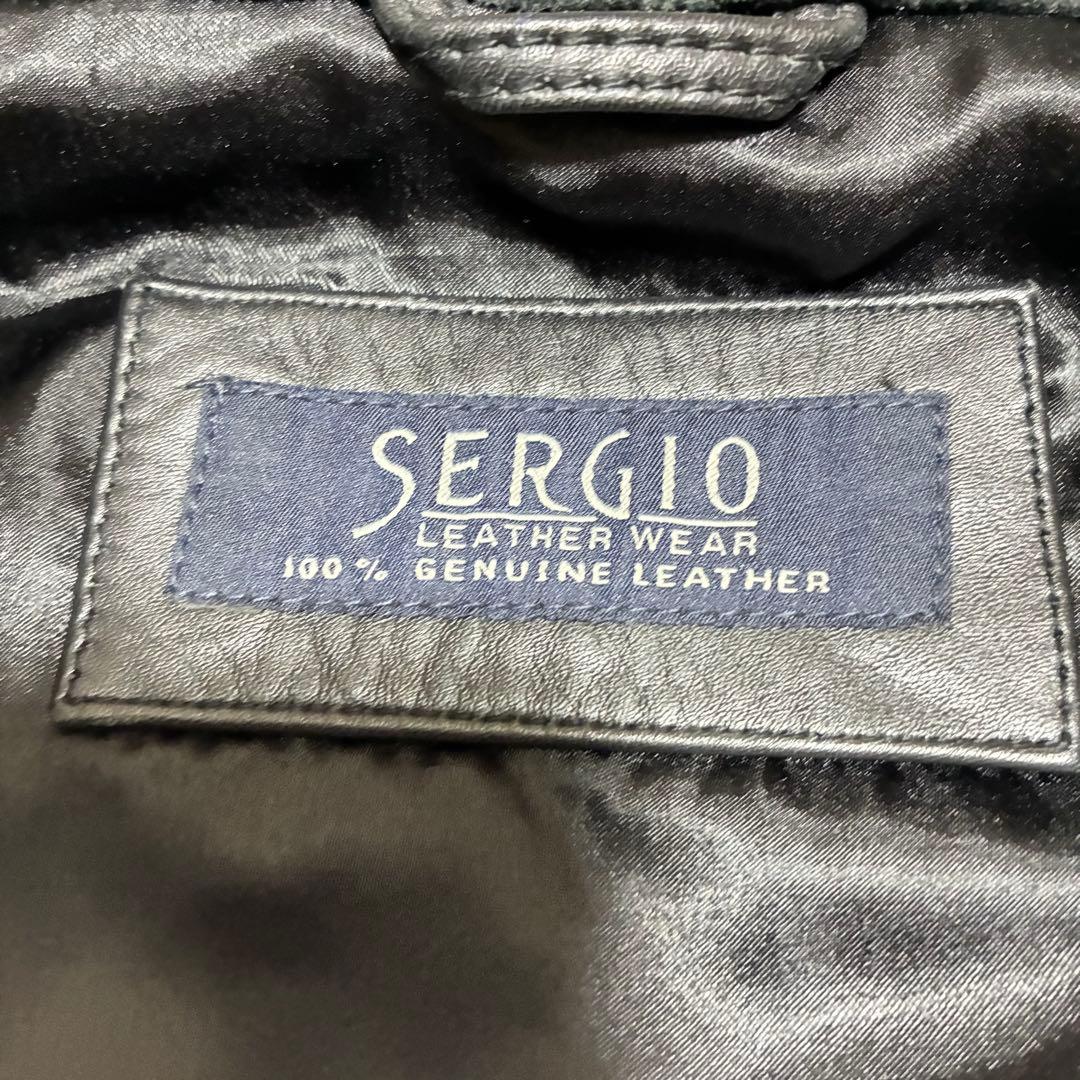 SERGIO
LEATHER WEAR
100 % GENUINE LEATHER